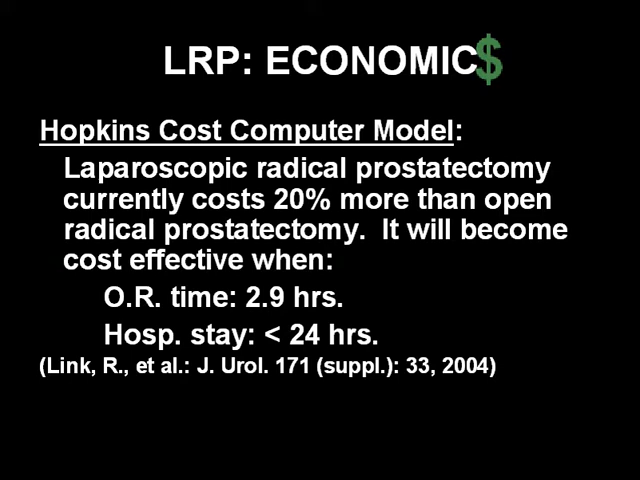 LRP: ECONOMIC$
Hopkins Cost Computer Model:
Laparoscopic radical prostatectomy
currently costs 20% more than open
radical prostatectomy. It will become
cost effective when:
O.R. time: 2.9 hrs.
Hosp. stay: < 24 hrs.
(Link, R., et al.: J. Urol. 171 (suppl.): 33, 2004)